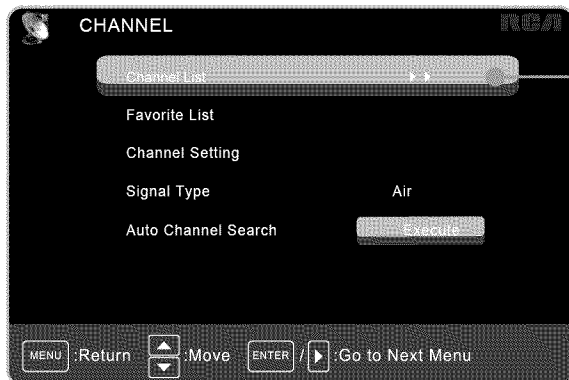 CHANNEL RCA
Channel List
Favorite List
Channel Setting
Signal Type Air
Auto Channel Search Execute
MENU :Return :Move ENTER / :Go to Next Menu